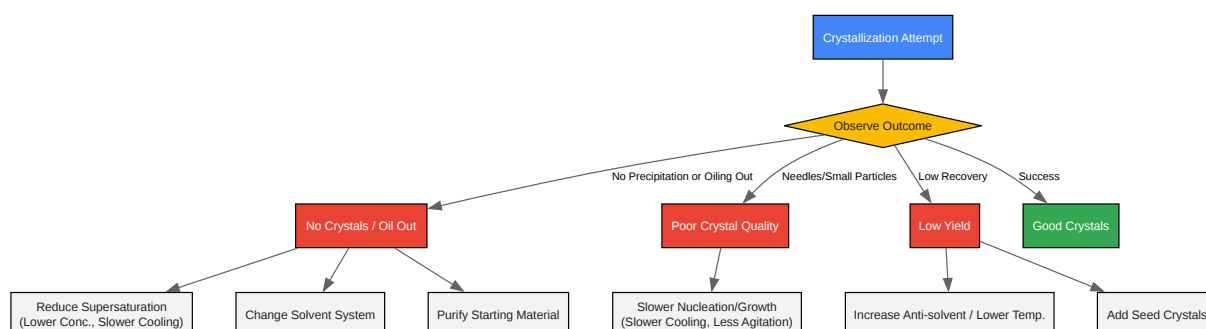 Crystallization Attempt
Observe Outcome
No Precipitation or Oiling Out
Needles/Small Particles
Low Recovery
Success
No Crystals / Oil Out
Poor Crystal Quality
Low Yield
Good Crystals
Reduce Supersaturation
(Lower Conc., Slower Cooling)
Change Solvent System
Purify Starting Material
Slower Nucleation/Growth
(Slower Cooling, Less Agitation)
Increase Anti-solvent / Lower Temp.
Add Seed Crystals